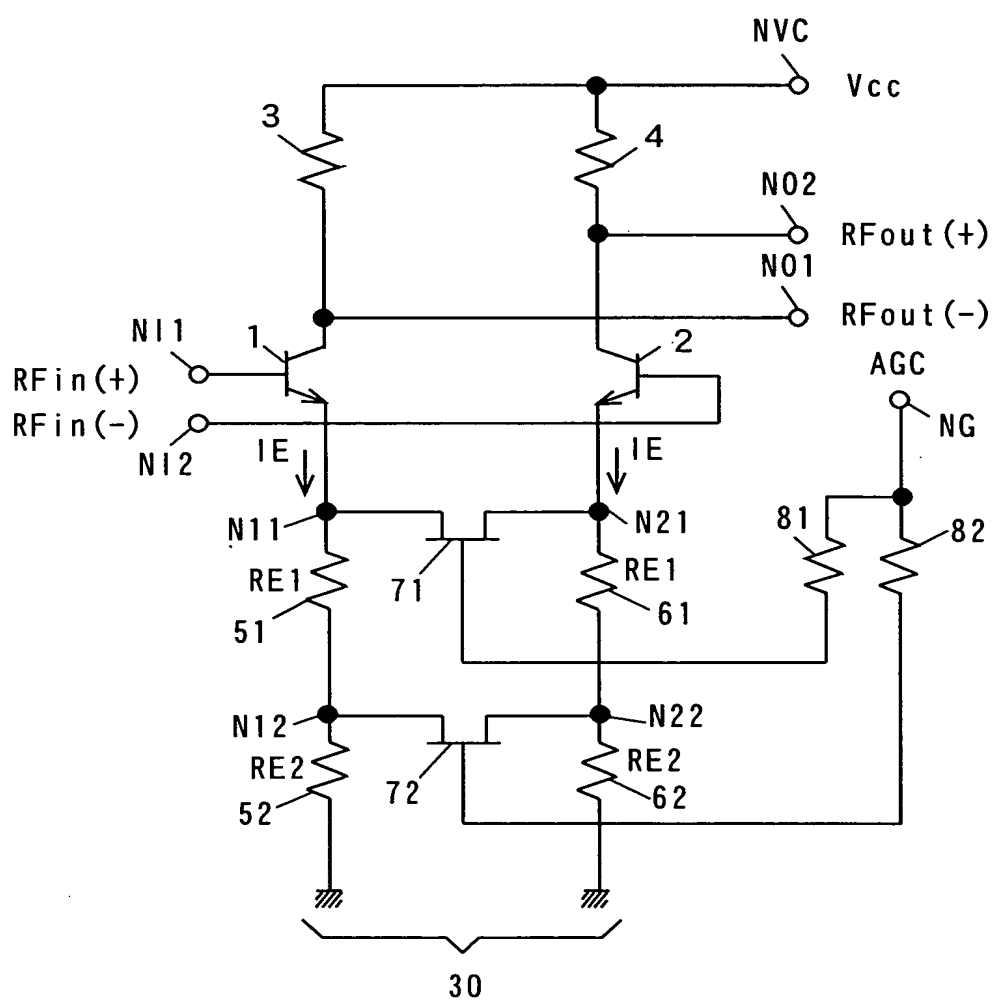 NVC
Vcc
3
4
NO2
RFout(+)
NO1
RFout(-)
NI1
1
2
RFin(+)
AGC
RFin(-)
NG
NI2
IE
IE
N11
N21
81
82
RE1
71
RE1
51
61
N12
N22
RE2
72
RE2
52
62
30